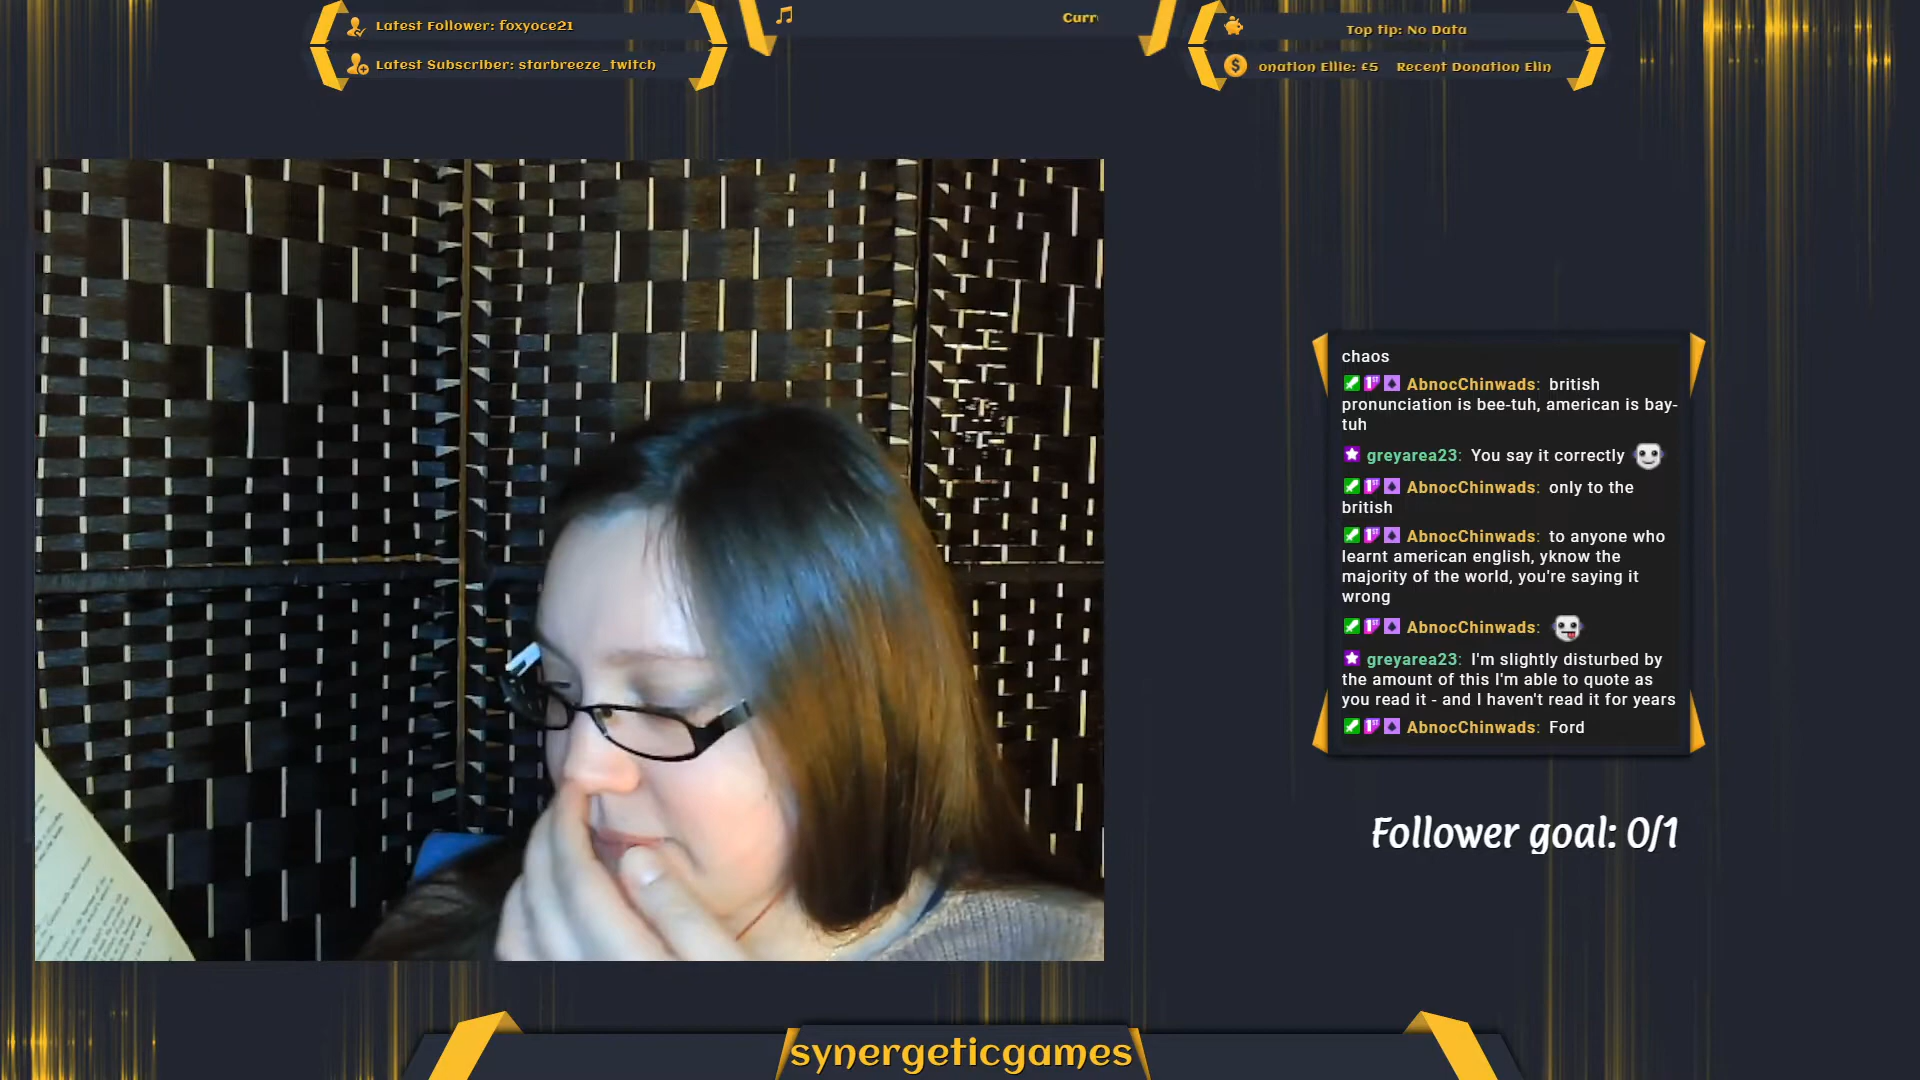 Latest Follower: foxyoce21
Latest Subscriber: starbreeze_twitch
Curr
Top tip: No Data
onation Ellie: £5 Recent Donation Elin
chaos
AbnocChinwads: british
pronunciation is bee-tuh, american is bay-
tuh
greyarea23: You say it correctly
AbnocChinwads: only to the
british
AbnocChinwads: to anyone who
learnt american english, yknow the
majority of the world, you're saying it
wrong
AbnocChinwads:
greyarea23: I'm slightly disturbed by
the amount of this I'm able to quote as
you read it - and I haven't read it for years
AbnocChinwads: Ford
Follower goal: 0/1
synergeticgames